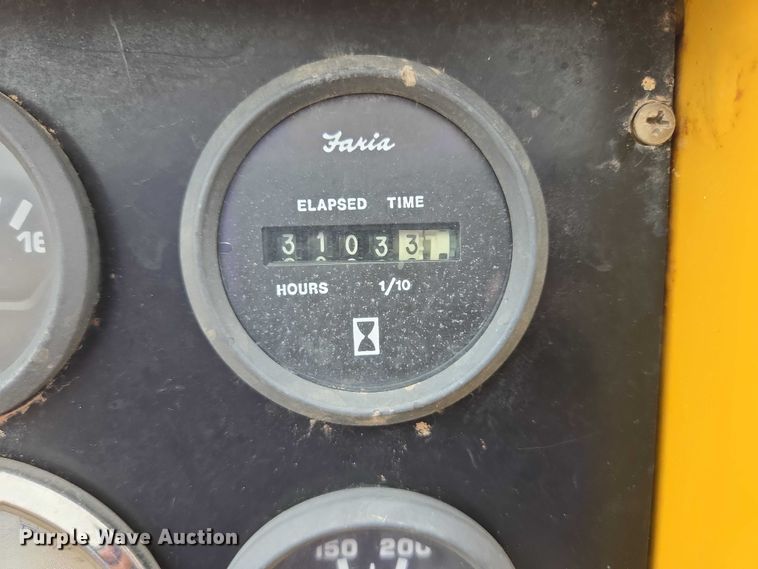 Faria
ELAPSED TIME
3 1 0 3 3
HOURS 1/10
16
150 200
Purple Wave Auction